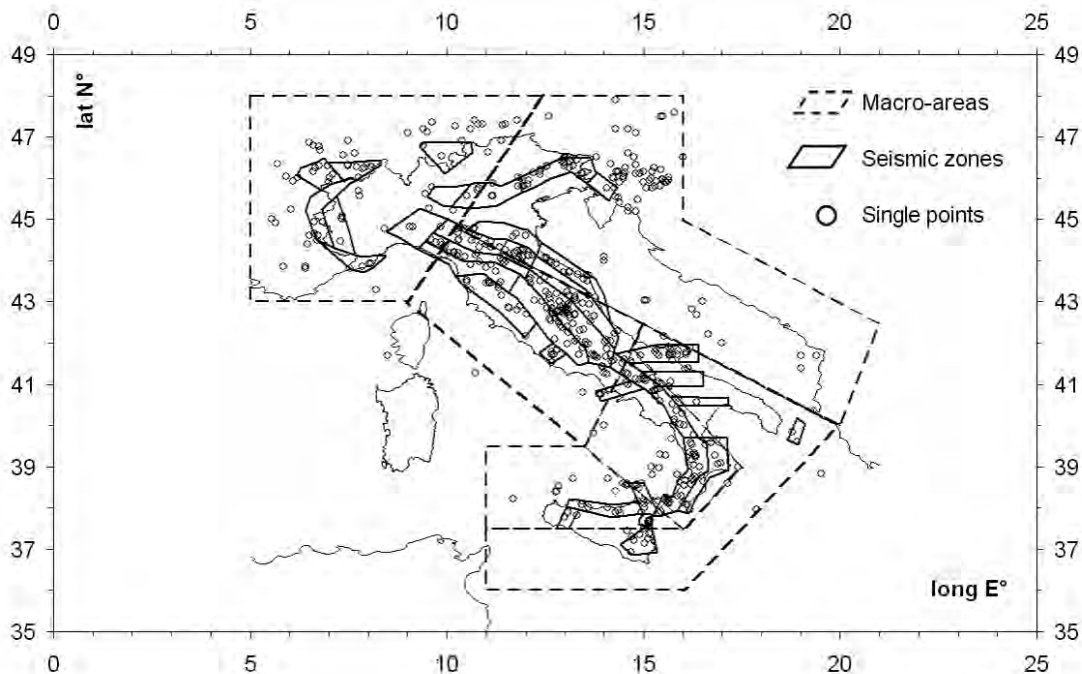 0 5 10 15 20 25
49 49
lat N°
47 Macro-areas 47
Seismic zones
45 Single points 45
43 43
41 41
39 39
37 37
long E°
35 35
0 5 10 15 20 25